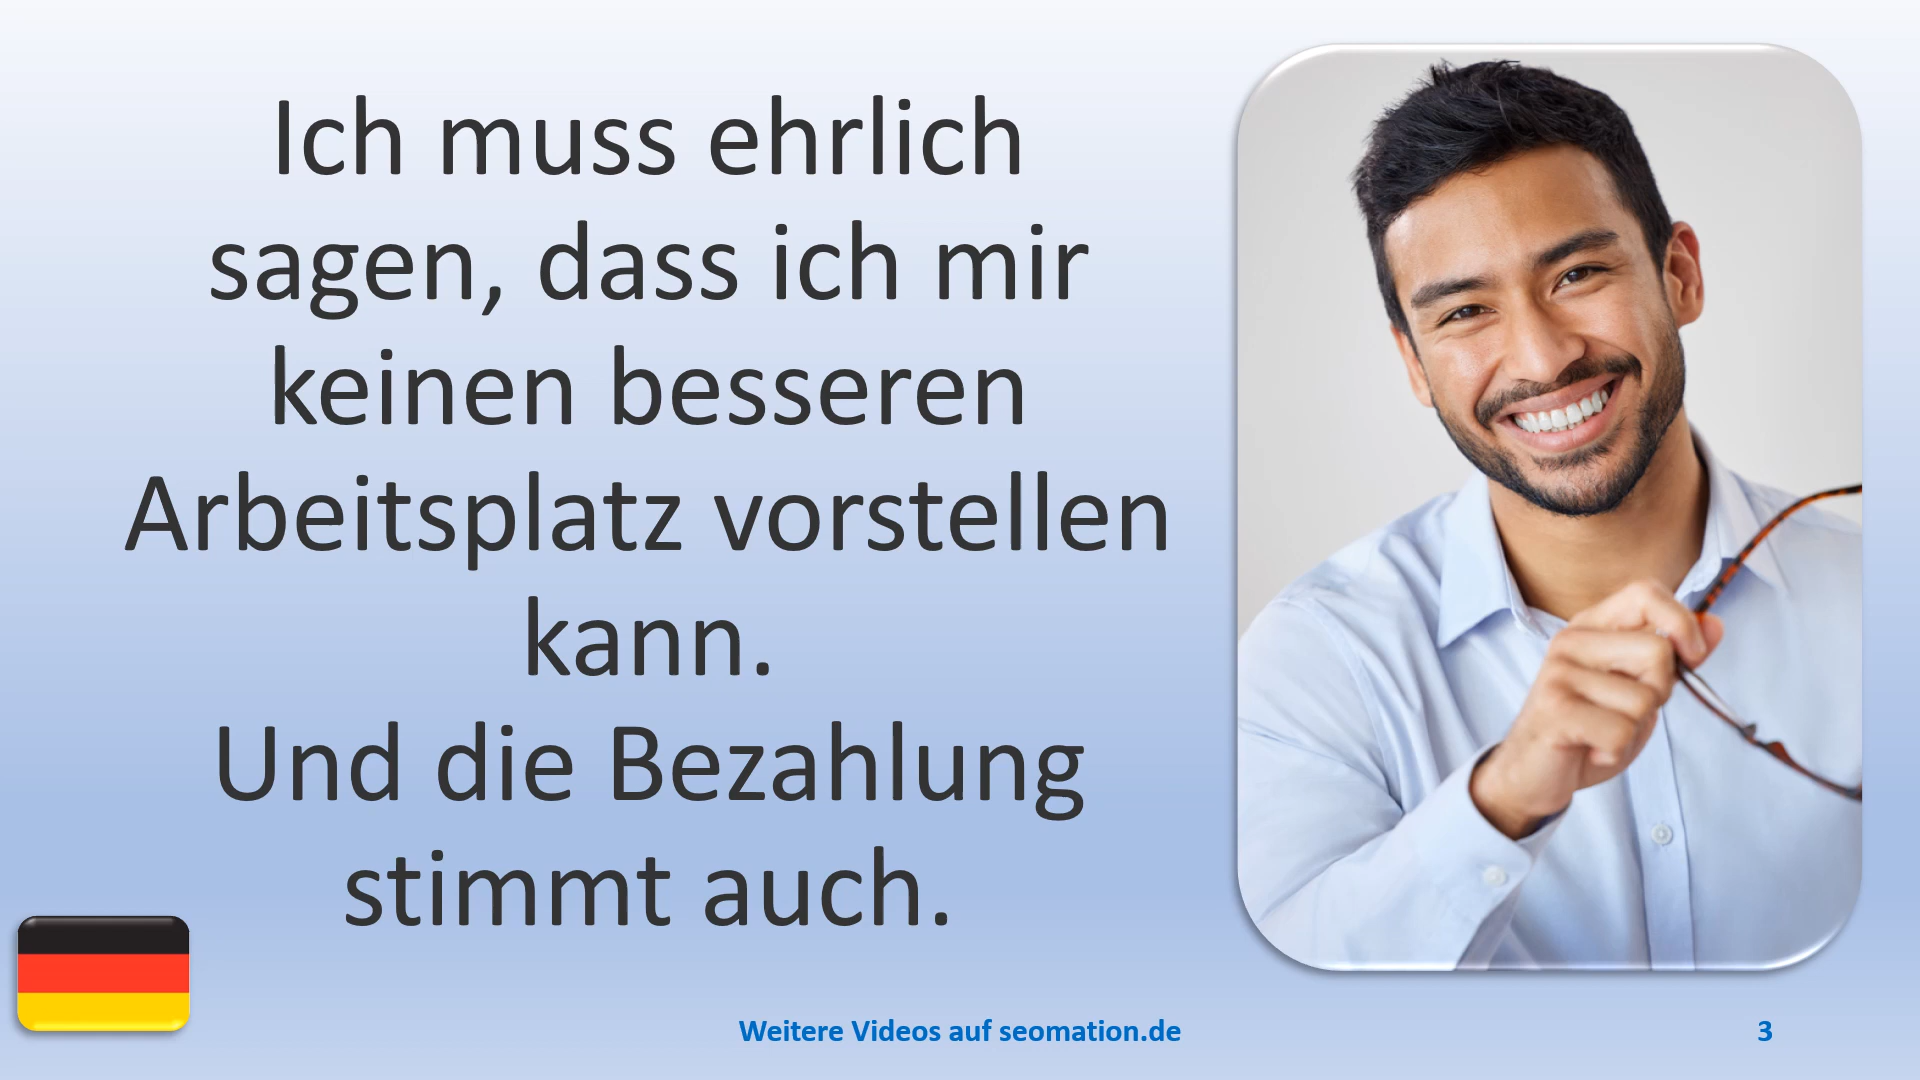 Ich muss ehrlich
sagen, dass ich mir
keinen besseren
Arbeitsplatz vorstellen
kann.
Und die Bezahlung
stimmt auch.
Weitere Videos auf seomation.de
3